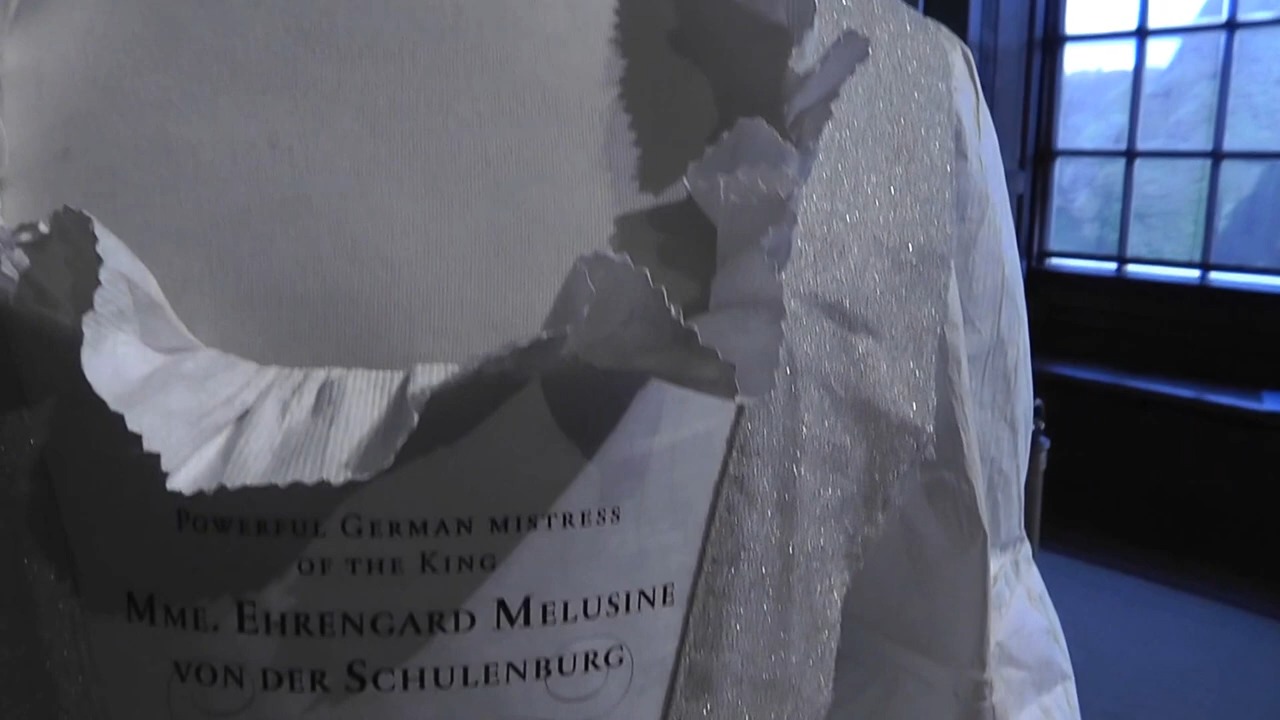 POWERFUL GERMAN MISTRESS
OF THE KING
MME. EHRENGARD MELUSINE
VON DER SCHULENBURG